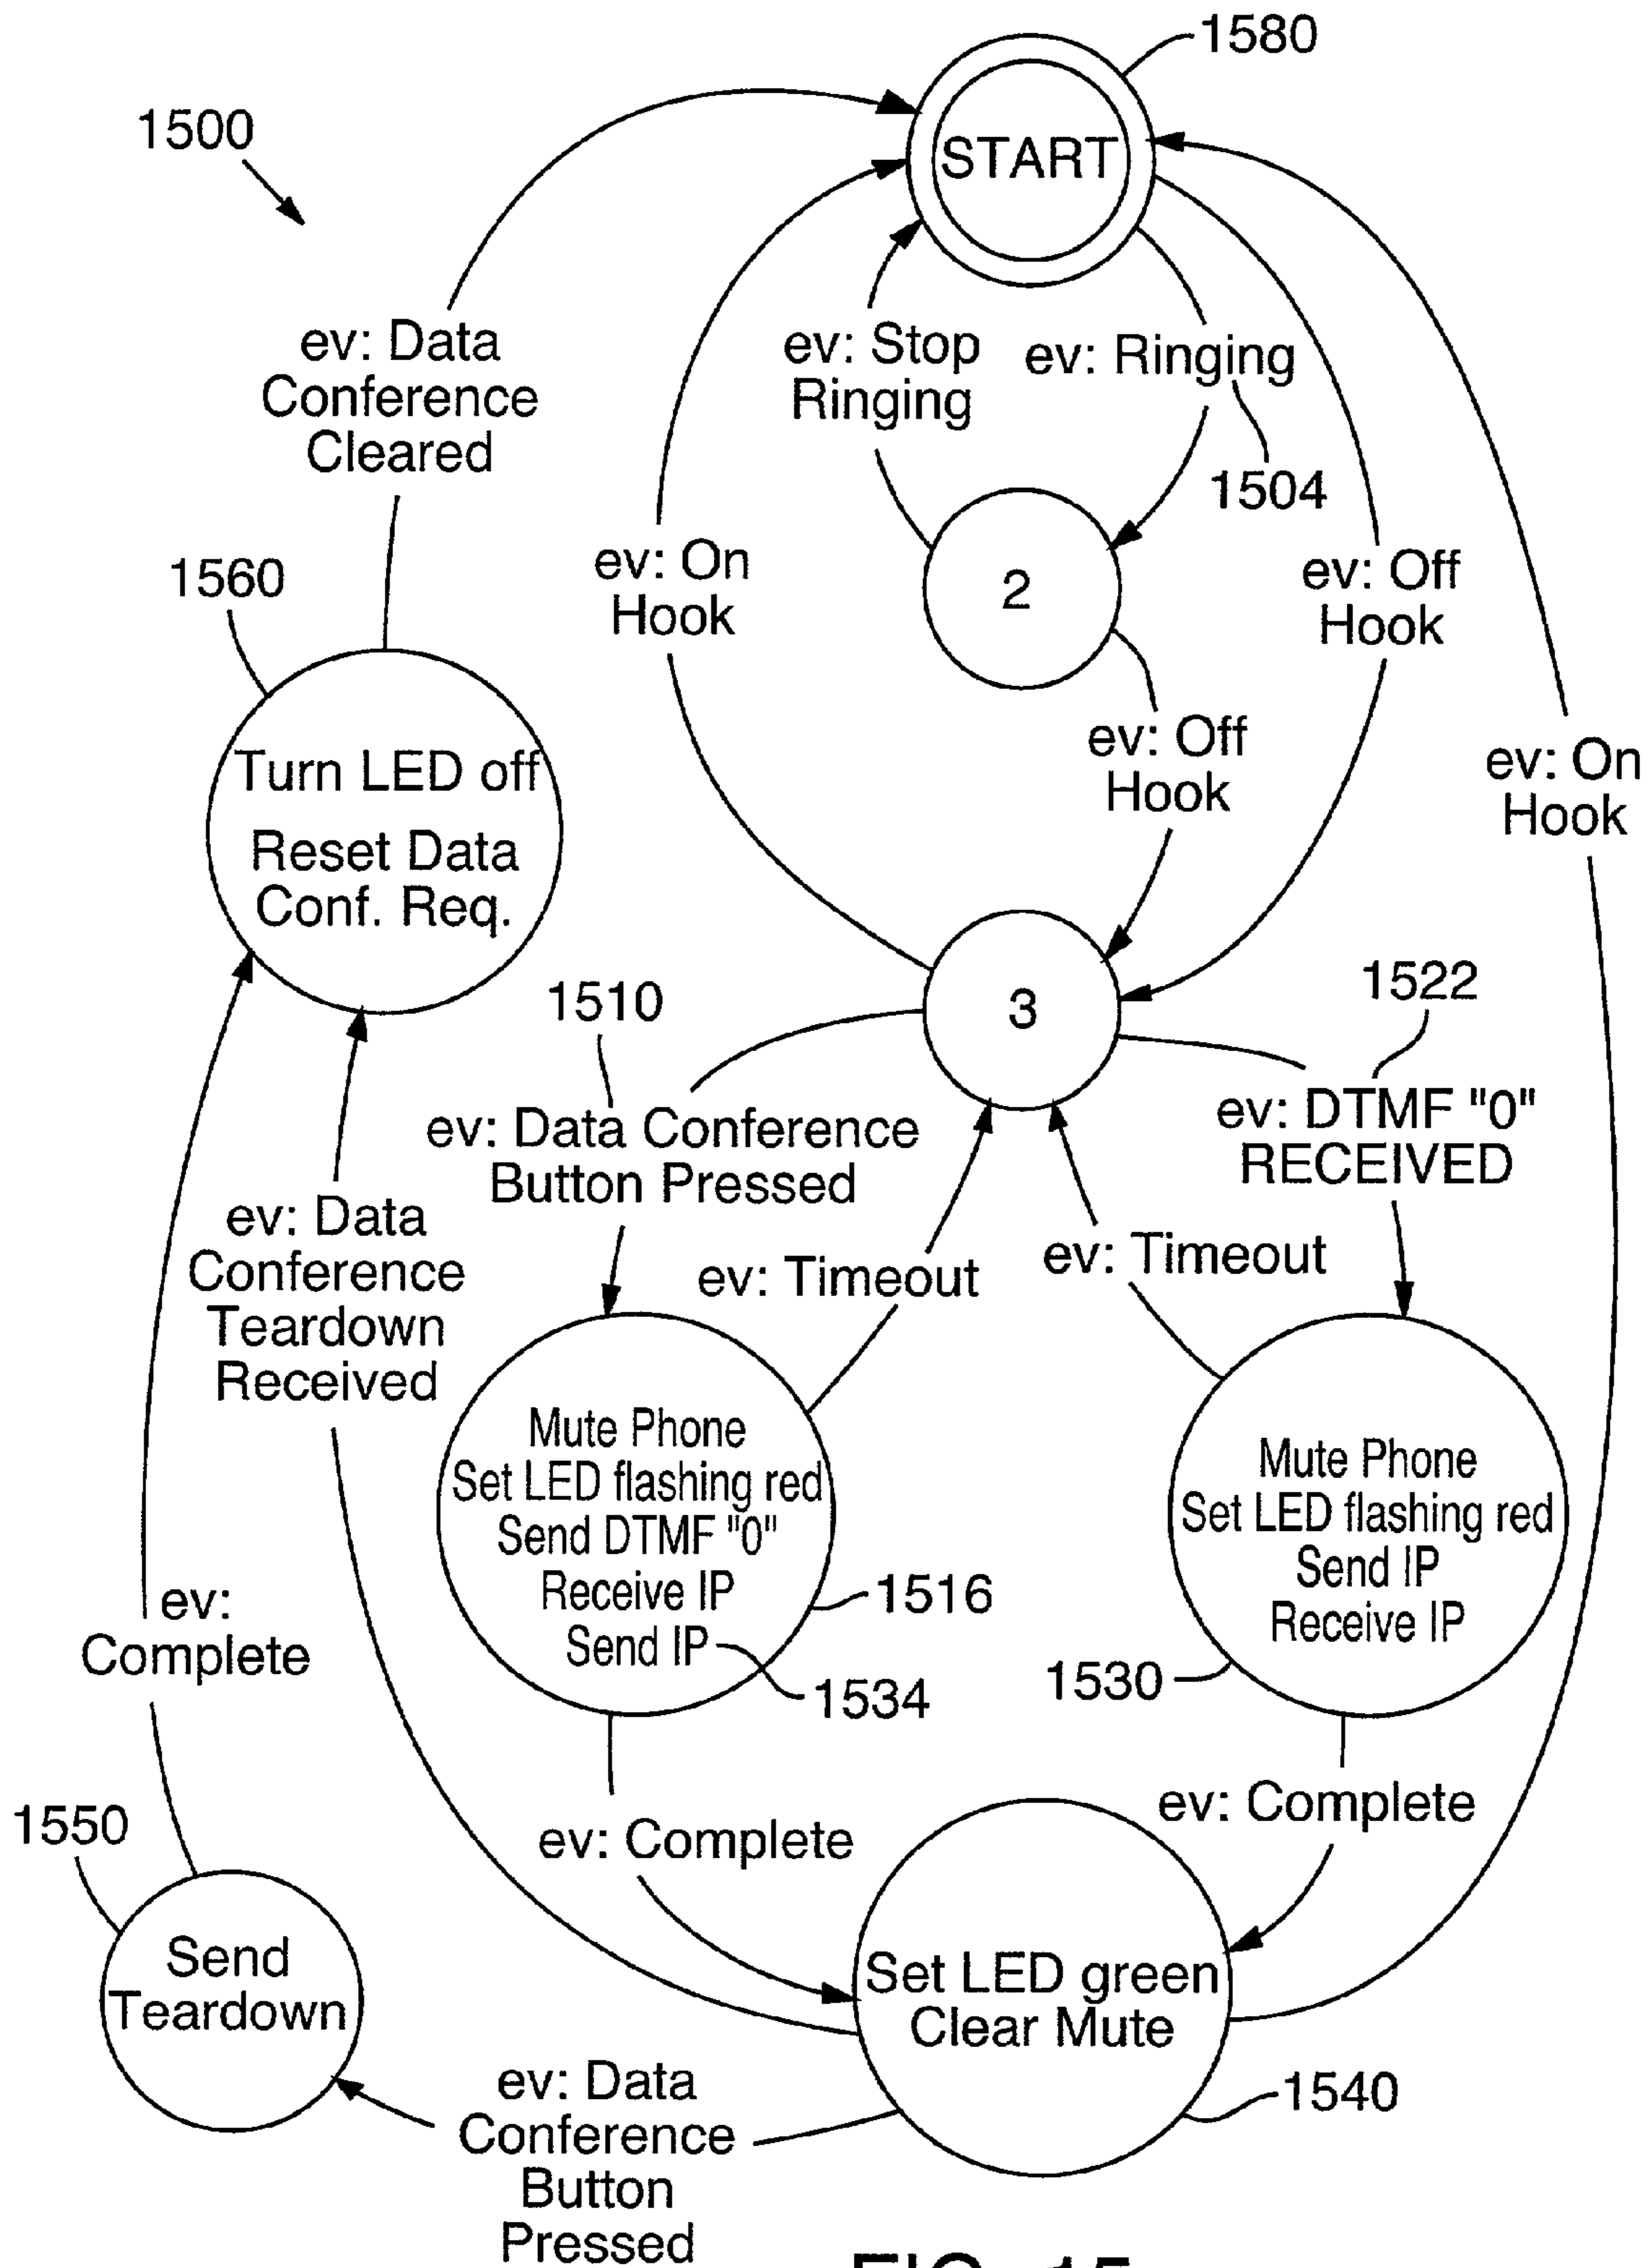 1580
1500
START
ev: Data
Conference
Cleared
ev: Stop
Ringing
ev: Ringing
1504
ev: On
Hook
2
ev: Off
Hook
1560
ev: Off
Hook
ev: On
Hook
Turn LED off
Reset Data
Conf. Req.
1510
3
1522
ev: Data Conference
Button Pressed
ev: DTMF "0"
RECEIVED
ev: Data
Conference
Teardown
Received
ev: Timeout
ev: Timeout
Mute Phone
Set LED flashing red
Send DTMF "0"
Receive IP
Send IP
1516
1534
Mute Phone
Set LED flashing red
Send IP
Receive IP
1530
ev:
Complete
1550
ev: Complete
ev: Complete
Send
Teardown
Set LED green
Clear Mute
1540
ev: Data
Conference
Button
Pressed
FIG. 15